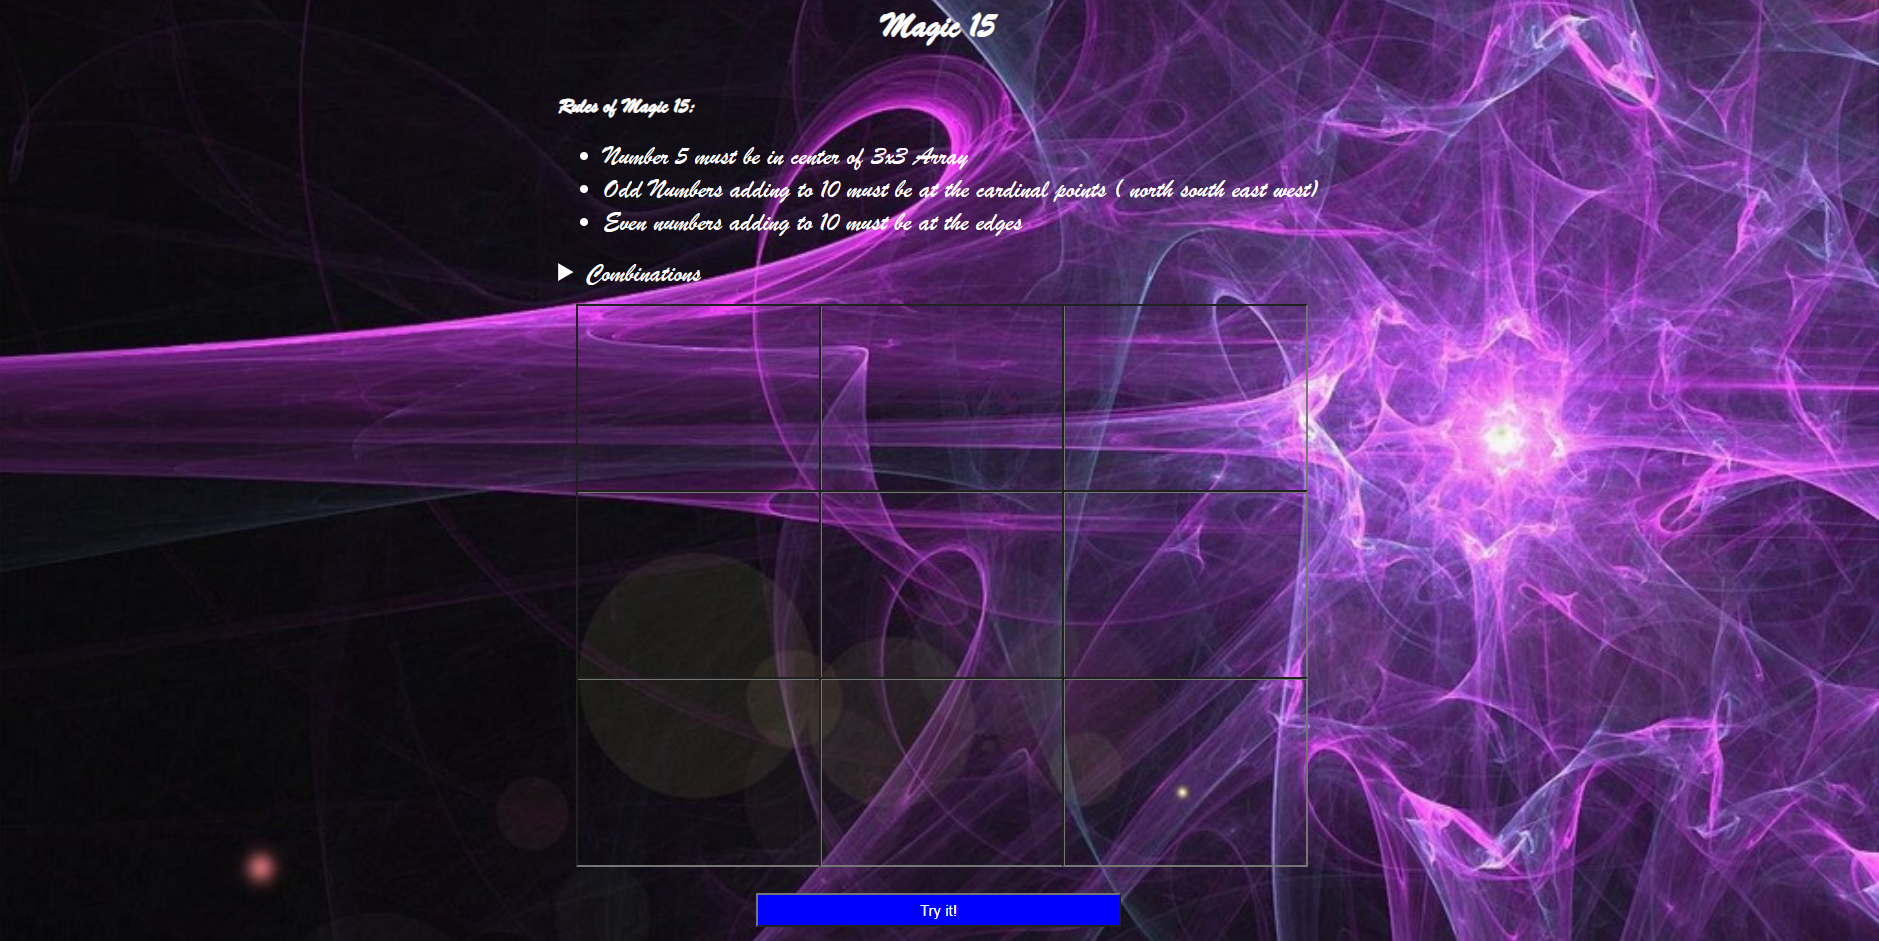 Magic 15
Rules of Magic 15:
Number 5 must be in center of 3x3 Array
Odd Numbers adding to 10 must be at the cardinal points ( north south east west)
Even numbers adding to 10 must be at the edges
Combinations
Try it!